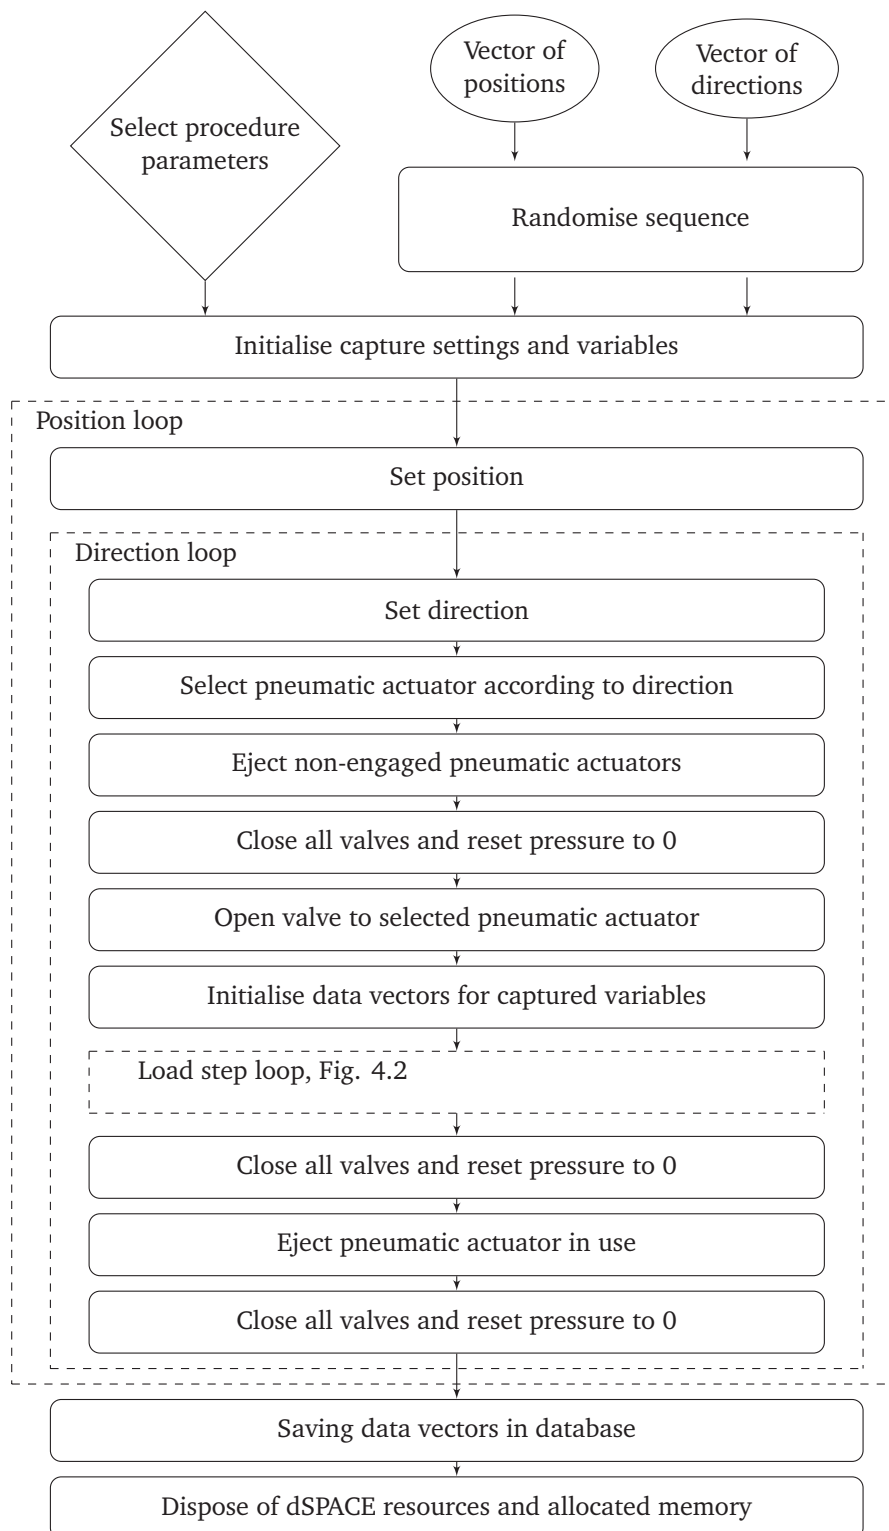 Select procedure
parameters
Vector of
positions
Vector of
directions
Randomise sequence
Initialise capture settings and variables
Position loop
Set position
Direction loop
Set direction
Select pneumatic actuator according to direction
Eject non-engaged pneumatic actuators
Close all valves and reset pressure to 0
Open valve to selected pneumatic actuator
Initialise data vectors for captured variables
Load step loop, Fig. 4.2
Close all valves and reset pressure to 0
Eject pneumatic actuator in use
Close all valves and reset pressure to 0
Saving data vectors in database
Dispose of dSPACE resources and allocated memory